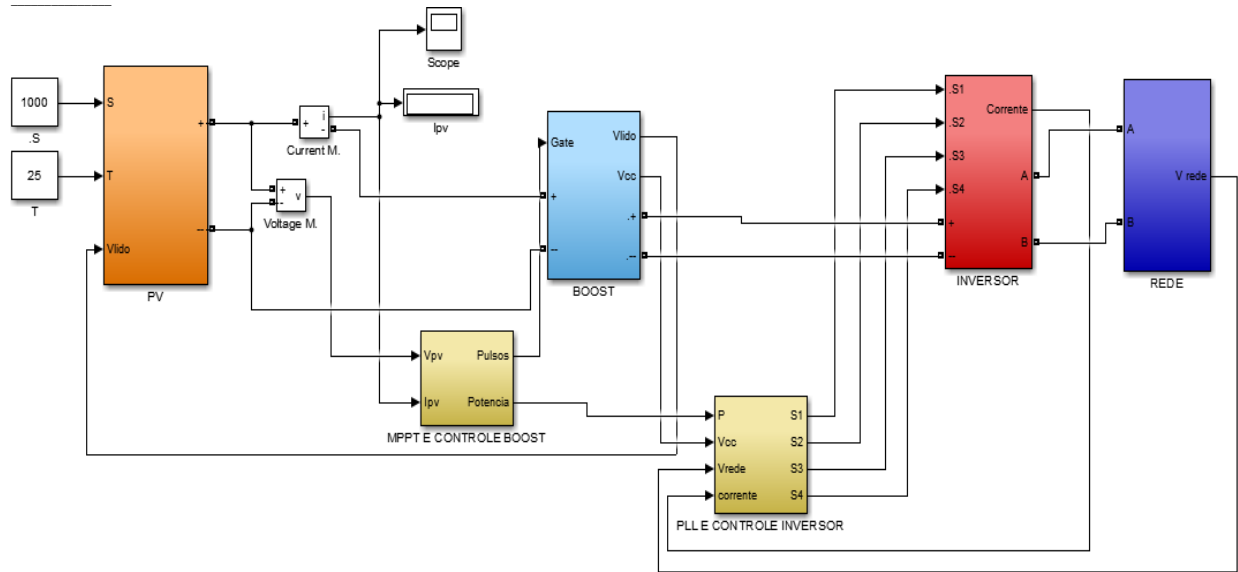 1000
.S
25
T
S
T
Vlido
+
--
PV
+
i
-
Current M.
+
-
v
Voltage M.
Scope
Ipv
Gate
+
--
Vlido
Vcc
.+
.--
BOOST
Vpv
Ipv
Pulsos
Potencia
MPPT E CONTROLE BOOST
P
Vcc
Vrede
corrente
S1
S2
S3
S4
PLL E CONTROLE INVERSOR
.S1
.S2
.S3
.S4
+
--
Corrente
A
B
INVERSOR
A
B
V rede
REDE